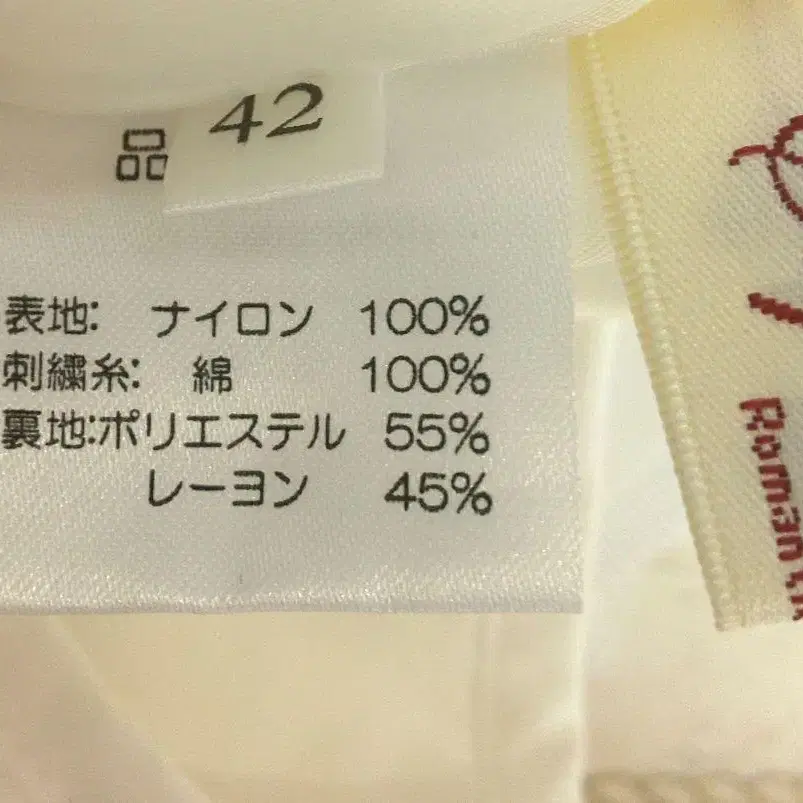 42
品
表地: ナイロン 100%
刺繍糸: 綿 100%
裏地:ポリエステル 55%
レーヨン 45%